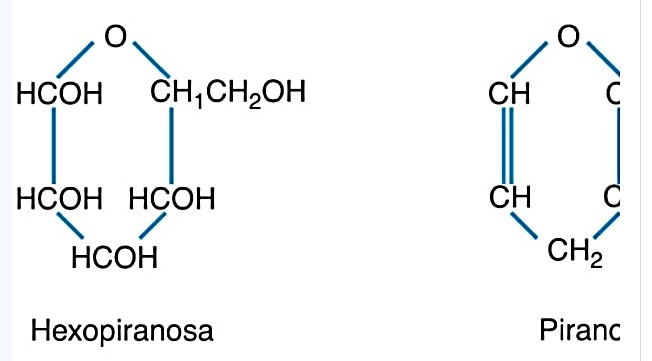 O O
HCOH CH₁CH₂OH CH C
HCOH HCOH CH C
HCOH CH₂
Hexopiranosa